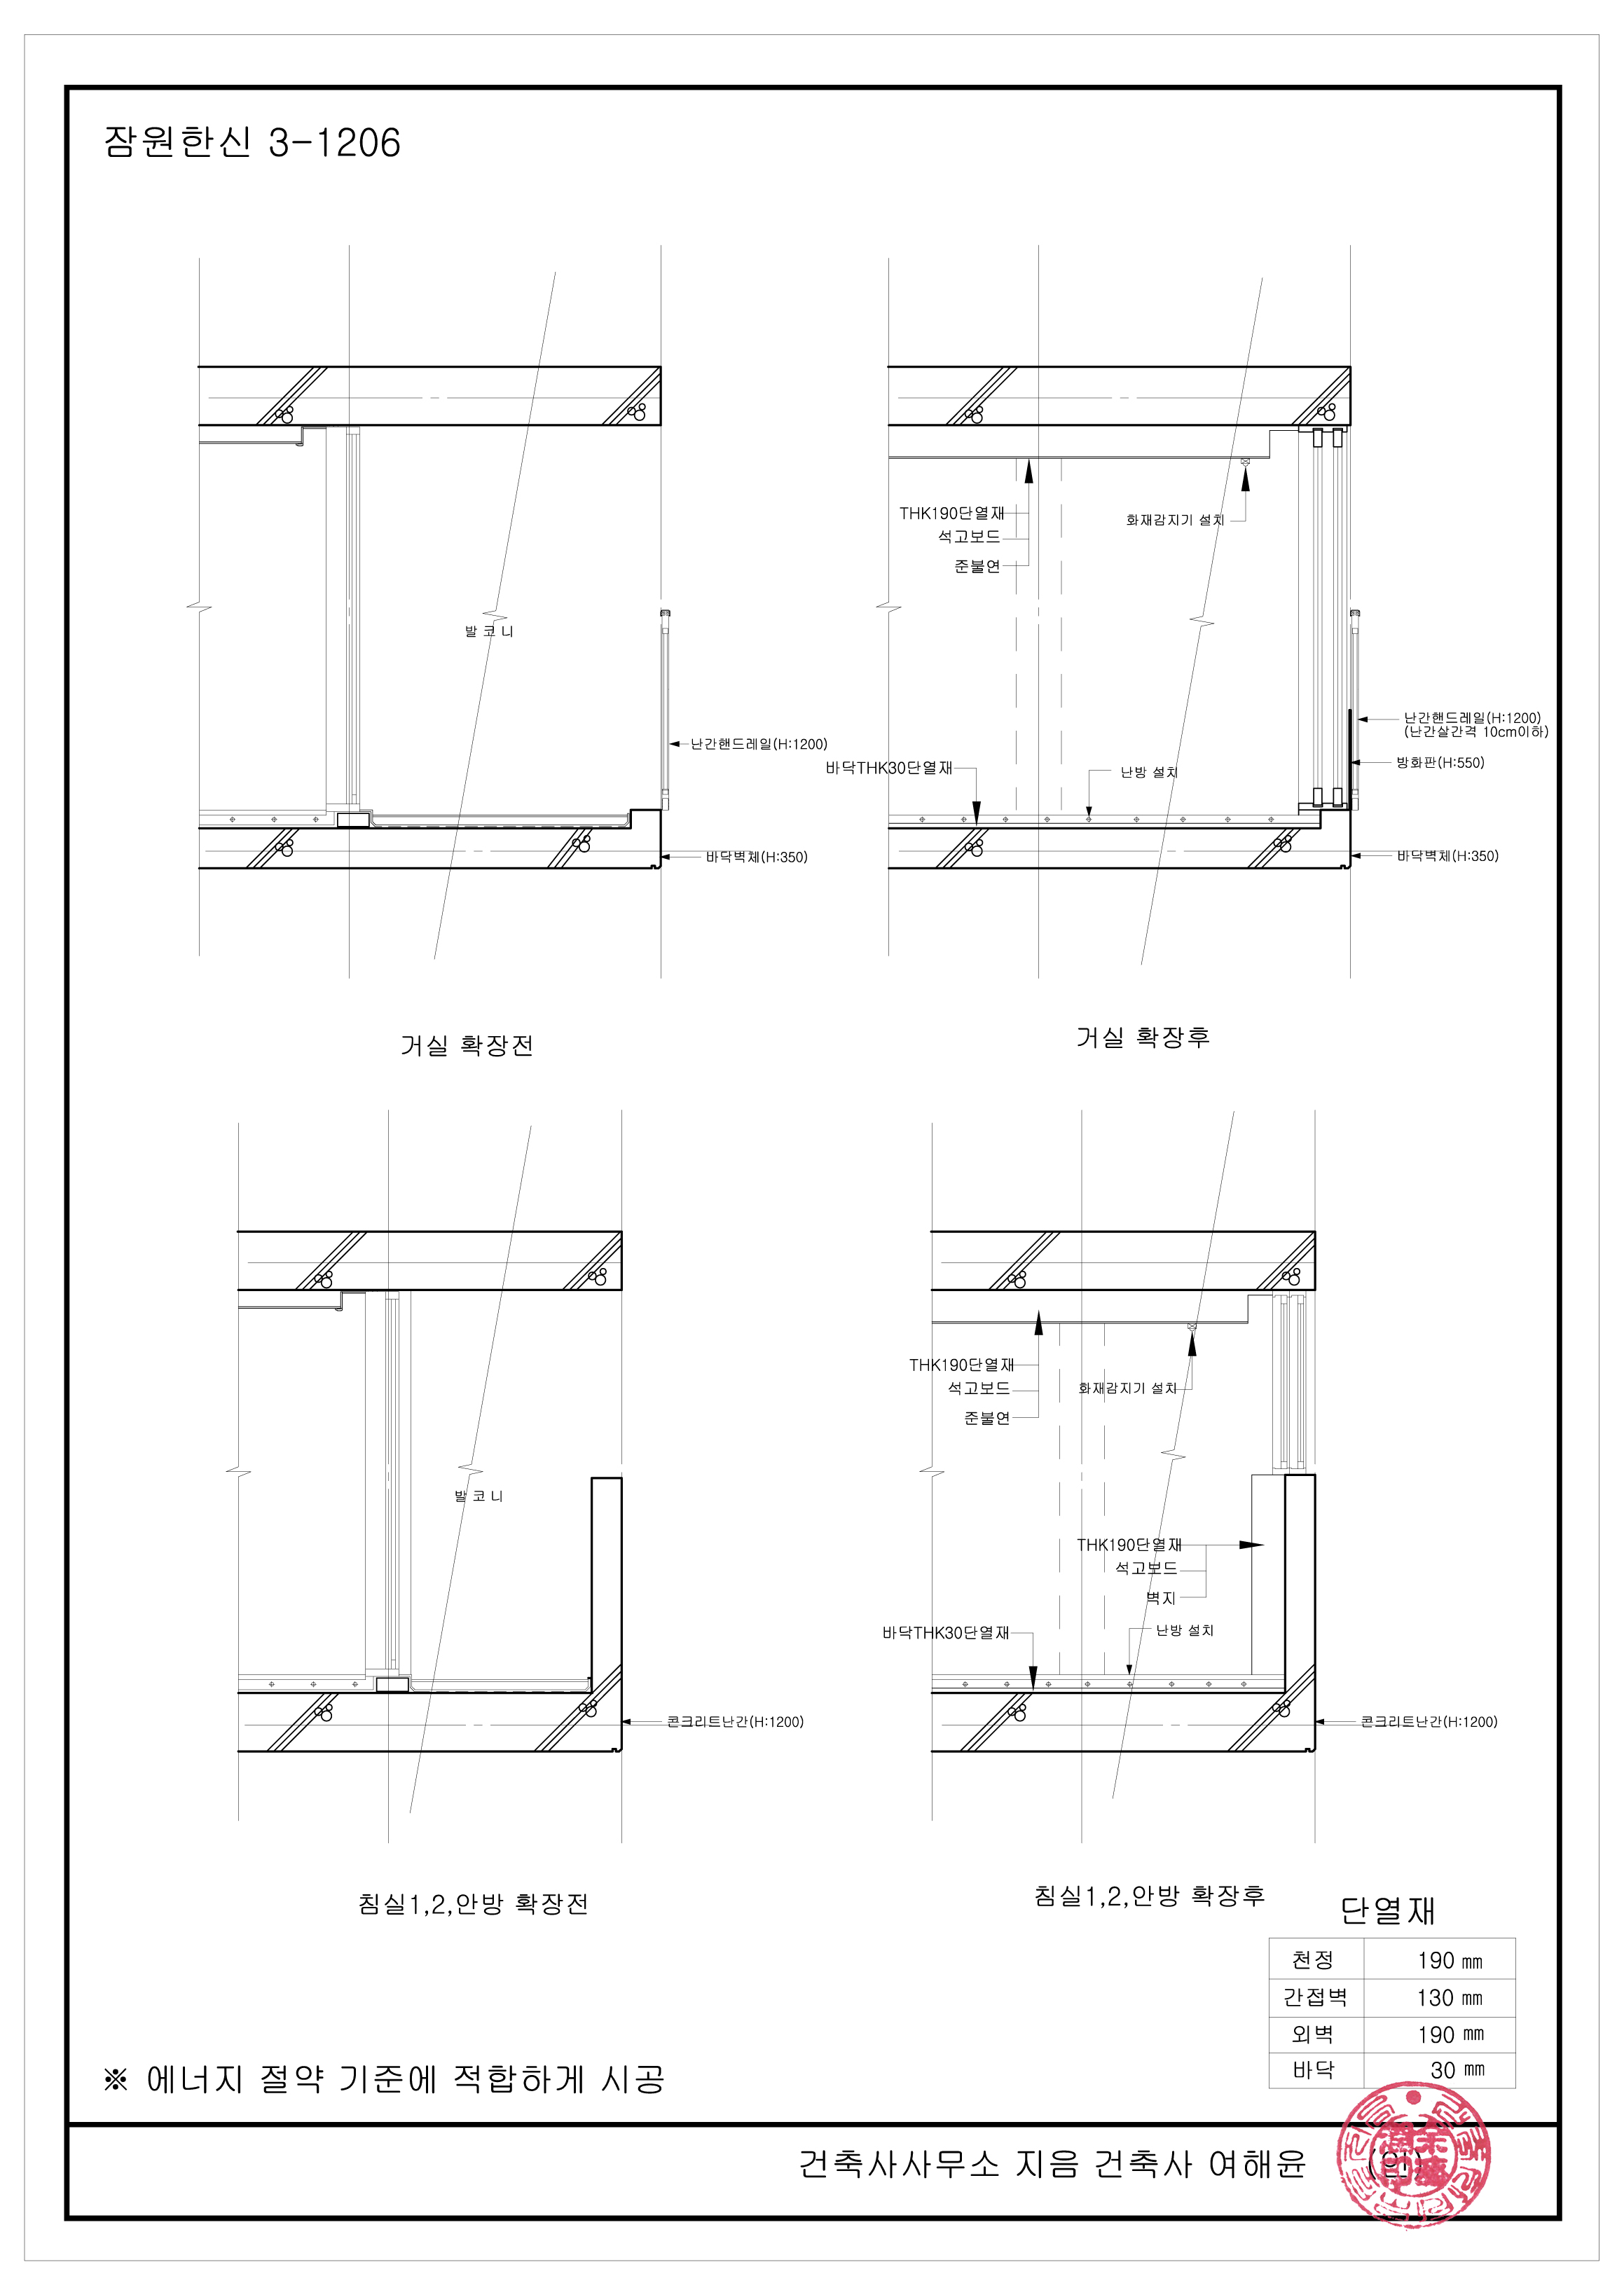 잠원한신 3-1206
THK190단열재
석고보드
준불연
화재감지기 설치
발 코 니
난간핸드레일(H:1200)
난간핸드레일(H:1200)
(난간살간격 10cm이하)
방화판(H:550)
바닥THK30단열재
난방 설치
바닥벽체(H:350)
바닥벽체(H:350)
거실 확장전
거실 확장후
THK190단열재
석고보드
준불연
화재감지기 설치
발 코 니
THK190단열재
석고보드
벽지
바닥THK30단열재
난방 설치
콘크리트난간(H:1200)
콘크리트난간(H:1200)
침실1,2,안방 확장전
침실1,2,안방 확장후
단열재
천정 190 ㎜
간접벽 130 ㎜
외벽 190 ㎜
바닥 30 ㎜
※ 에너지 절약 기준에 적합하게 시공
건축사사무소 지음 건축사 여해윤 (인)